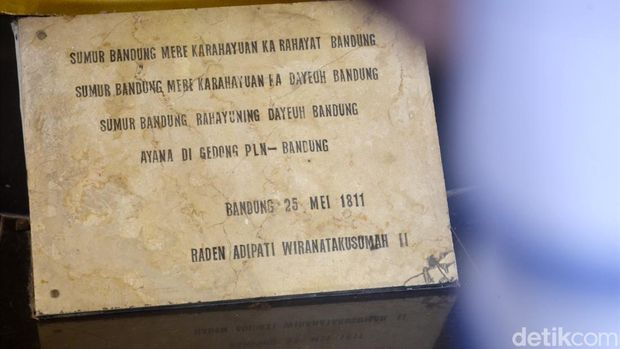 SUMUR BANDUNG MERE KARAHAYUAN KA RAHAYAT BANDUNG
SUMUR BANDUNG MERE KARAHAYUAN KA DAYEUH BANDUNG
SUMUR BANDUNG RAHAYUNING DAYEUH BANDUNG
AYANA DI GEDONG PLN- BANDUNG
BANDUNG 25 MEI 1811
RADEN ADIPATI WIRANATAKUSUMAH II
detikcom